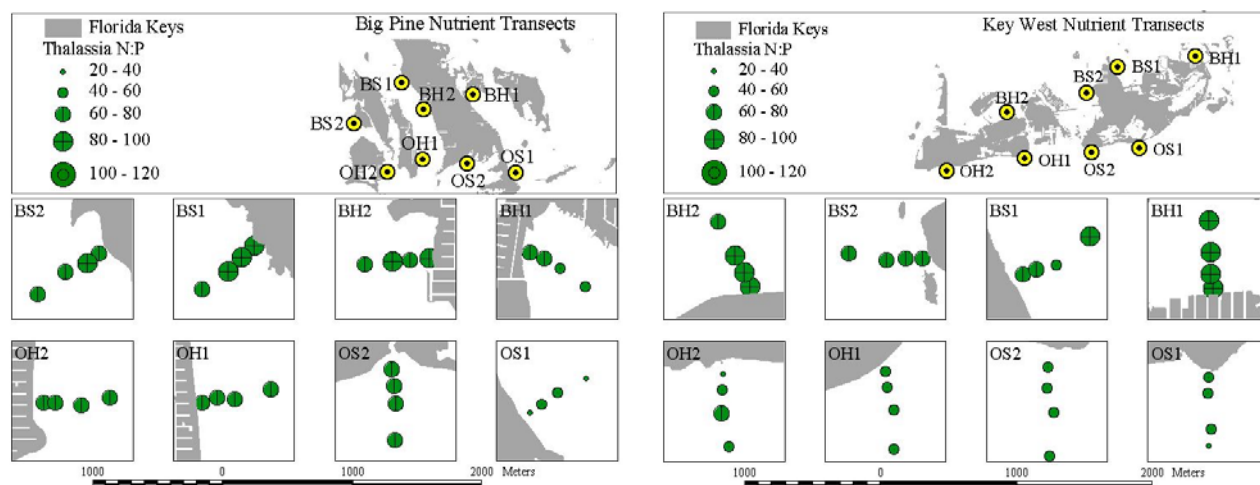 Florida Keys
Big Pine Nutrient Transects
Thalassia N:P
20 - 40
40 - 60
60 - 80
80 - 100
100 - 120
BS1
BH2
BH1
BS2
OH1
OH2
OS2
OS1
BS2
BS1
BH2
BH1
OH2
OH1
OS2
OS1
1000
0
1000
2000
Meters
Florida Keys
Key West Nutrient Transects
Thalassia N:P
20 - 40
40 - 60
60 - 80
80 - 100
100 - 120
BH1
BS1
BS2
BH2
OS1
OH1
OS2
OH2
BH2
BS2
BS1
BH1
OH2
OH1
OS2
OS1
1000
0
1000
2000
Meters